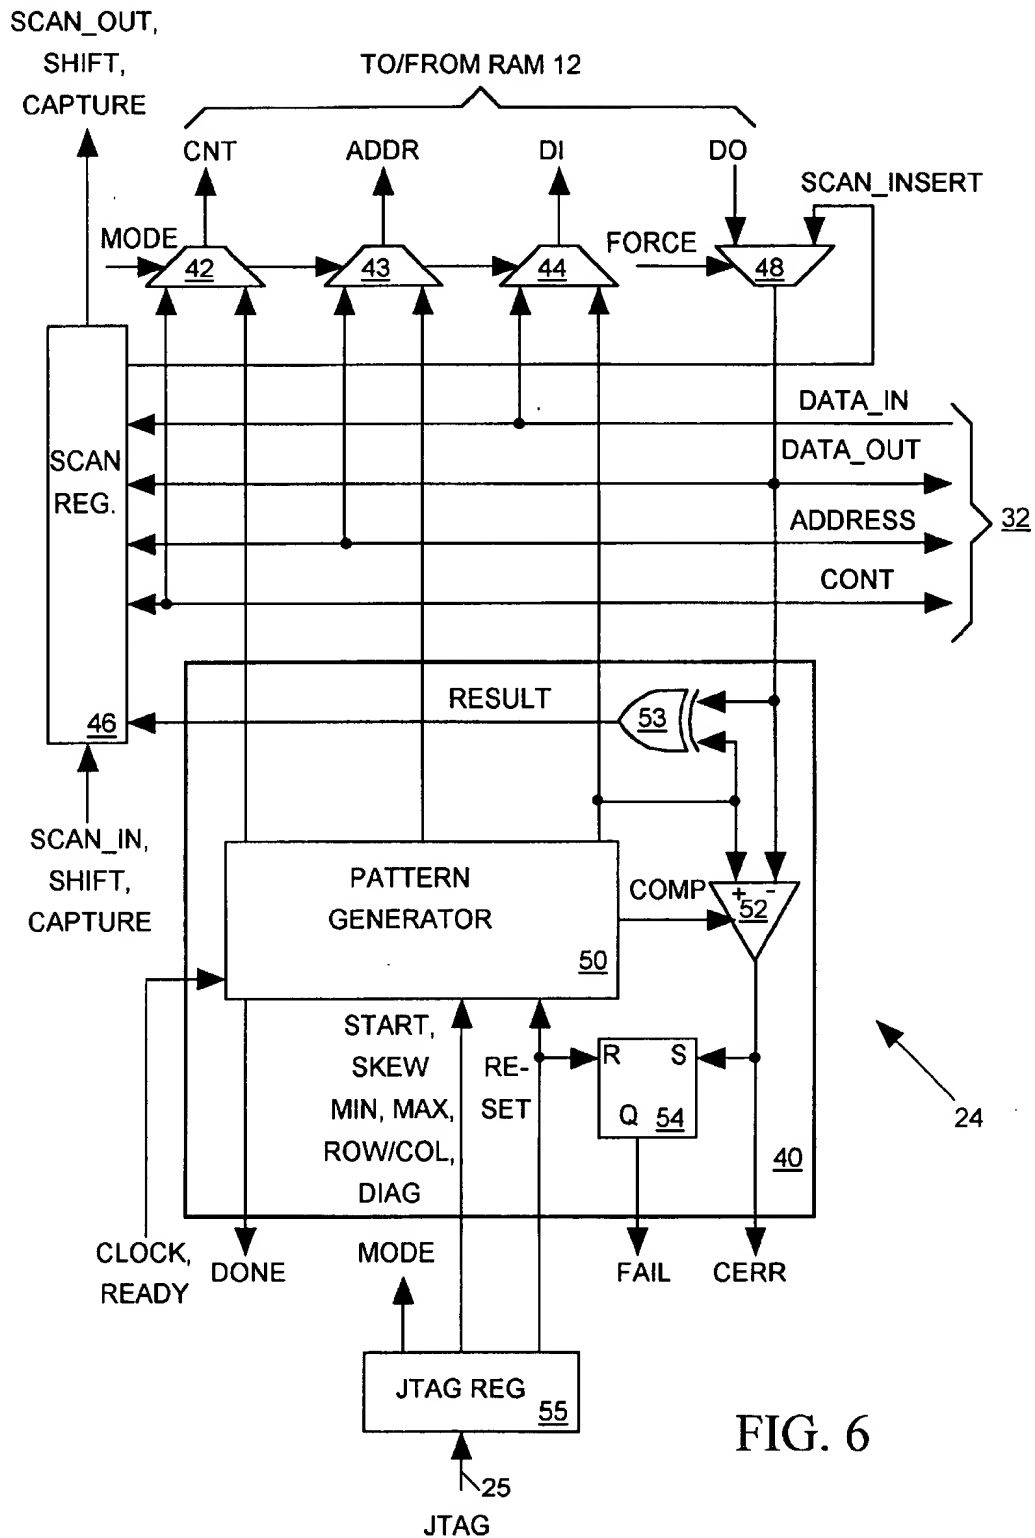 SCAN_OUT,
SHIFT,
CAPTURE
TO/FROM RAM 12
CNT
ADDR
DI
DO
SCAN_INSERT
MODE
FORCE
42
43
44
48
DATA_IN
DATA_OUT
ADDRESS
CONT
32
SCAN
REG.
46
RESULT
53
SCAN_IN,
SHIFT,
CAPTURE
PATTERN
GENERATOR
50
COMP
+ -
52
START,
SKEW
MIN, MAX,
ROW/COL,
DIAG
RE-
SET
R S
Q 54
40
24
CLOCK,
READY
DONE
MODE
FAIL
CERR
JTAG REG
55
25
JTAG
FIG. 6